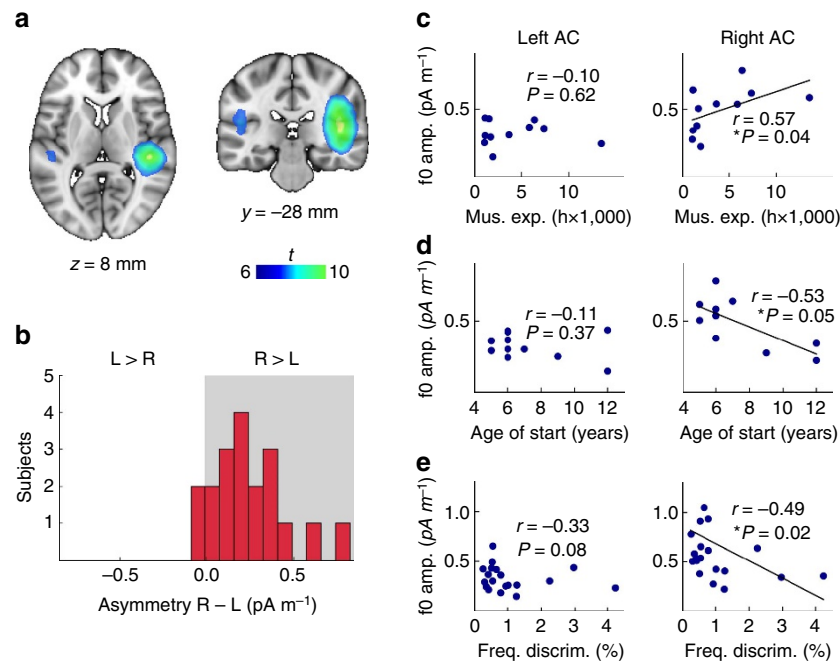 a
z = 8 mm
y = –28 mm
t
6 10
b
L > R R > L
5
4
3
2
1
Subjects
–0.5 0.0 0.5
Asymmetry R – L (pA m⁻¹)
c
Left AC Right AC
f0 amp. (pA m⁻¹)
0.5
r = –0.10
P = 0.62
0 5 10
Mus. exp. (h×1,000)
0.5
r = 0.57
*P = 0.04
0 5 10
Mus. exp. (h×1,000)
d
f0 amp. (pA m⁻¹)
0.5
r = –0.11
P = 0.37
4 6 8 10 12
Age of start (years)
0.5
r = –0.53
*P = 0.05
4 6 8 10 12
Age of start (years)
e
f0 amp. (pA m⁻¹)
1.0
0.5
r = –0.33
P = 0.08
0 1 2 3 4
Freq. discrim. (%)
1.0
0.5
r = –0.49
*P = 0.02
0 1 2 3 4
Freq. discrim. (%)